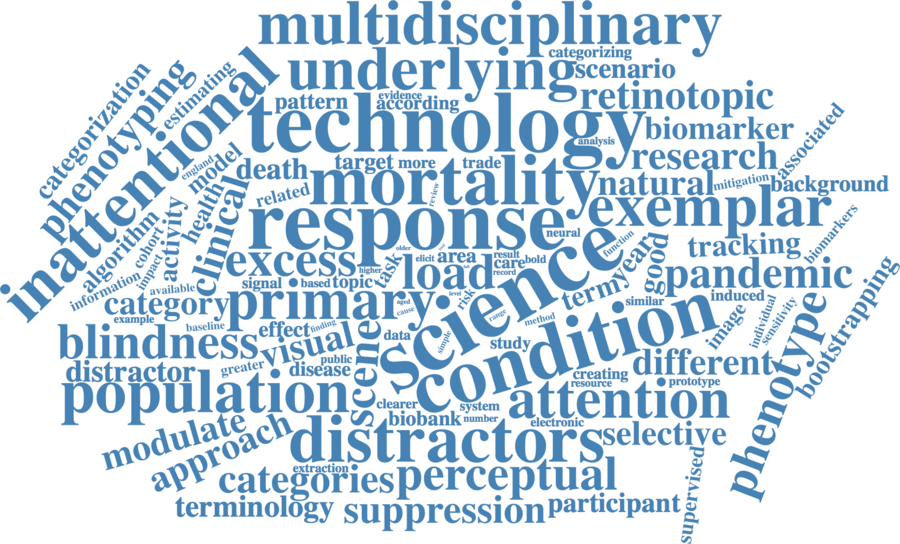 multidisciplinary
categorizing
underlying
scenario
categorization
phenotyping
estimating
inattentional
pattern
evidence
according
retinotopic
technology
analysis
biomarker
associated
research
england
model
death
target
more
trade
mortality
review
natural
mitigation
background
related
health
clinical
response
exemplar
neural
algorithm
cohort
activity
information
impact
available
excess
signal
based
topic
higher
task
older
elicit
area
result
care
bold
record
load
science
function
year
good
tracking
biomarkers
pandemic
term
category
example
primary
aged
cause
level
risk
range
method
simple
similar
induced
image
individual
sensitivity
bootstrapping
phenotype
baseline
effect
finding
blindness
visual
greater
public
disease
data
study
condition
different
distractor
scene
creating
resource
prototype
population
clearer
system
biobank
number
attention
electronic
modulate
approach
distractors
selective
extraction
categories
perceptual
supervised
terminology
suppression
participant